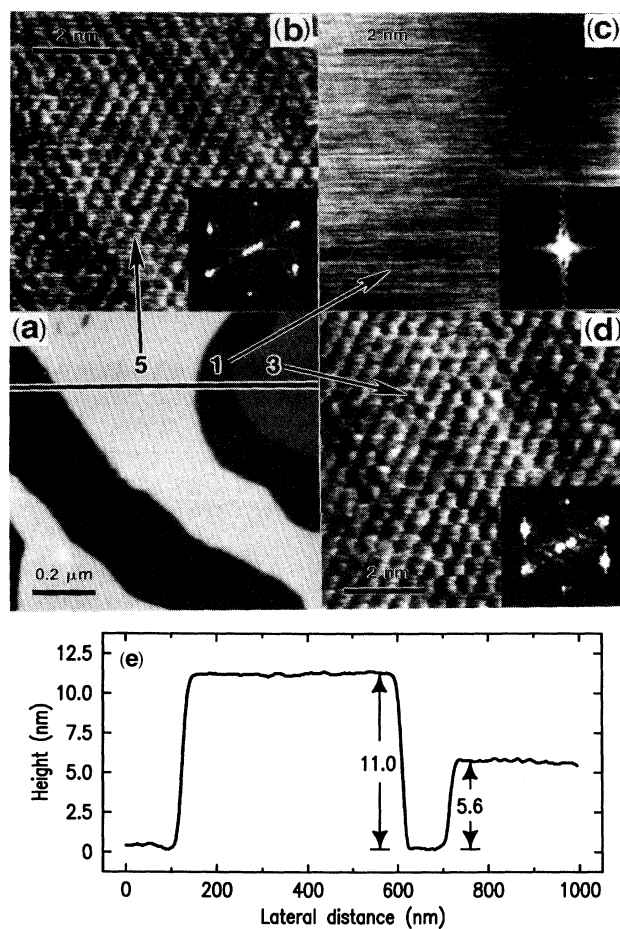 (b)
2 nm
(c)
2 nm
(a)
5
1
3
(d)
0.2 μm
2 nm
(e)
12.5
10.0
7.5
5.0
2.5
0
Height (nm)
11.0
5.6
0 200 400 600 800 1000
Lateral distance (nm)